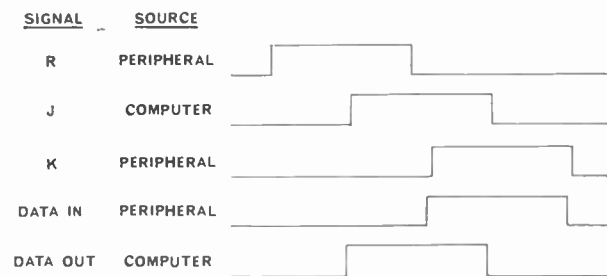 SIGNAL SOURCE
R PERIPHERAL
J COMPUTER
K PERIPHERAL
DATA IN PERIPHERAL
DATA OUT COMPUTER